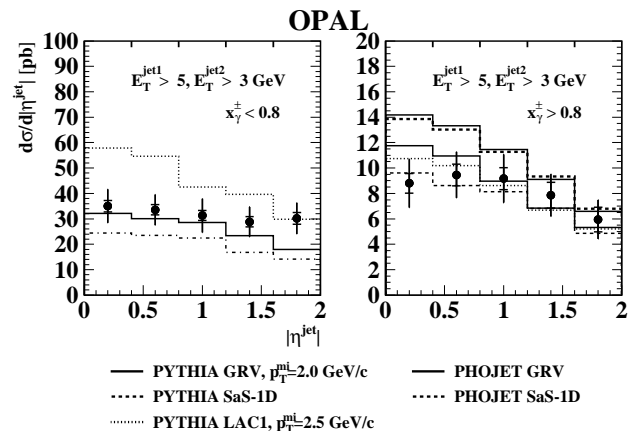 OPAL
dσ/d|η^jet| [pb]
100
90
80
70
60
50
40
30
20
10
0
E_T^jet1 > 5, E_T^jet2 > 3 GeV
x_γ^± < 0.8
0 0.5 1 1.5 2
|η^jet|
20
18
16
14
12
10
8
6
4
2
0
E_T^jet1 > 5, E_T^jet2 > 3 GeV
x_γ^± > 0.8
0 0.5 1 1.5 2
PYTHIA GRV, p_T^mi=2.0 GeV/c
PYTHIA SaS-1D
PYTHIA LAC1, p_T^mi=2.5 GeV/c
PHOJET GRV
PHOJET SaS-1D